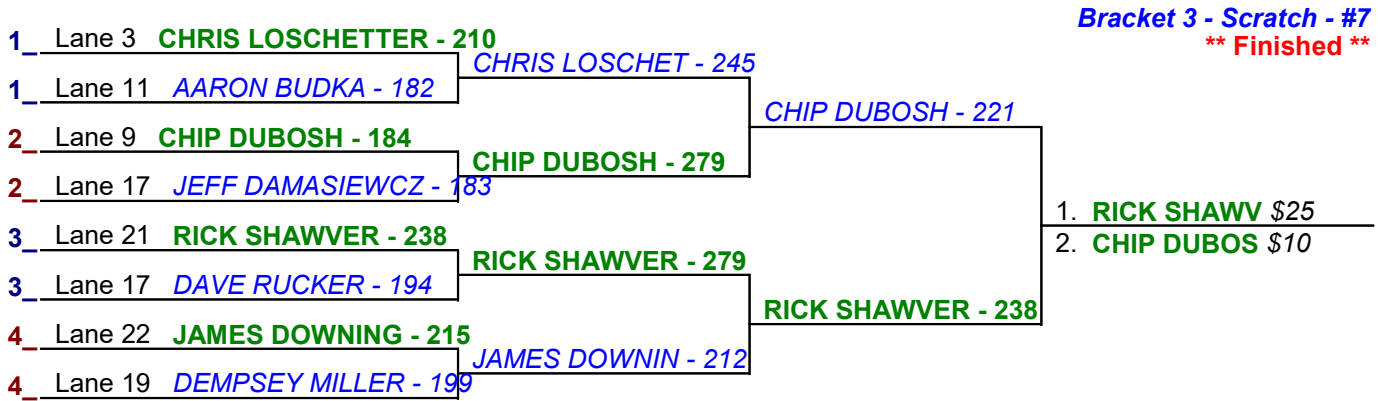 Bracket 3 - Scratch - #7
** Finished **
1_ Lane 3 CHRIS LOSCHETTER - 210
1_ Lane 11 AARON BUDKA - 182
2_ Lane 9 CHIP DUBOSH - 184
2_ Lane 17 JEFF DAMASIEWCZ - 183
3_ Lane 21 RICK SHAWVER - 238
3_ Lane 17 DAVE RUCKER - 194
4_ Lane 22 JAMES DOWNING - 215
4_ Lane 19 DEMPSEY MILLER - 199
CHRIS LOSCHET - 245
CHIP DUBOSH - 279
RICK SHAWVER - 279
JAMES DOWNIN - 212
CHIP DUBOSH - 221
RICK SHAWVER - 238
1. RICK SHAWV $25
2. CHIP DUBOS $10